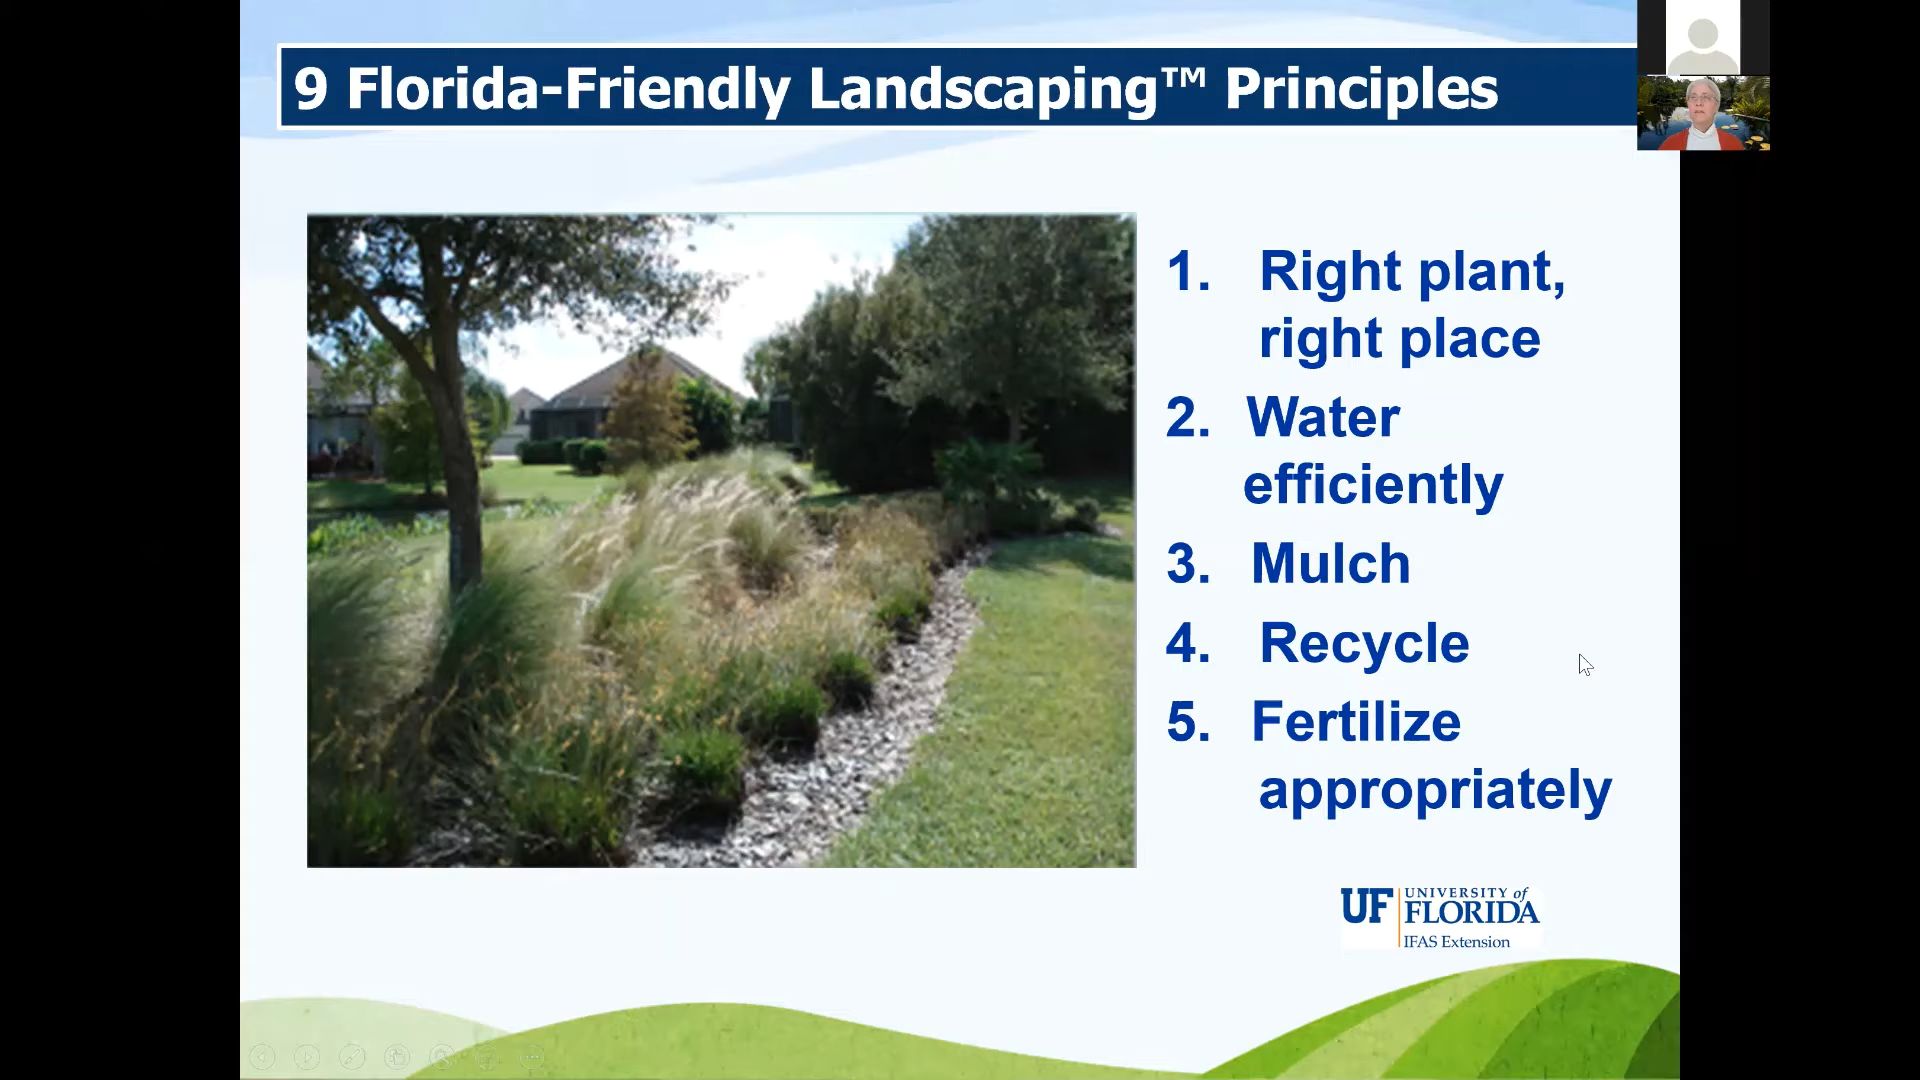 9 Florida-Friendly Landscaping™ Principles
1. Right plant,
right place
2. Water
efficiently
3. Mulch
4. Recycle
5. Fertilize
appropriately
UF UNIVERSITY of
FLORIDA
IFAS Extension